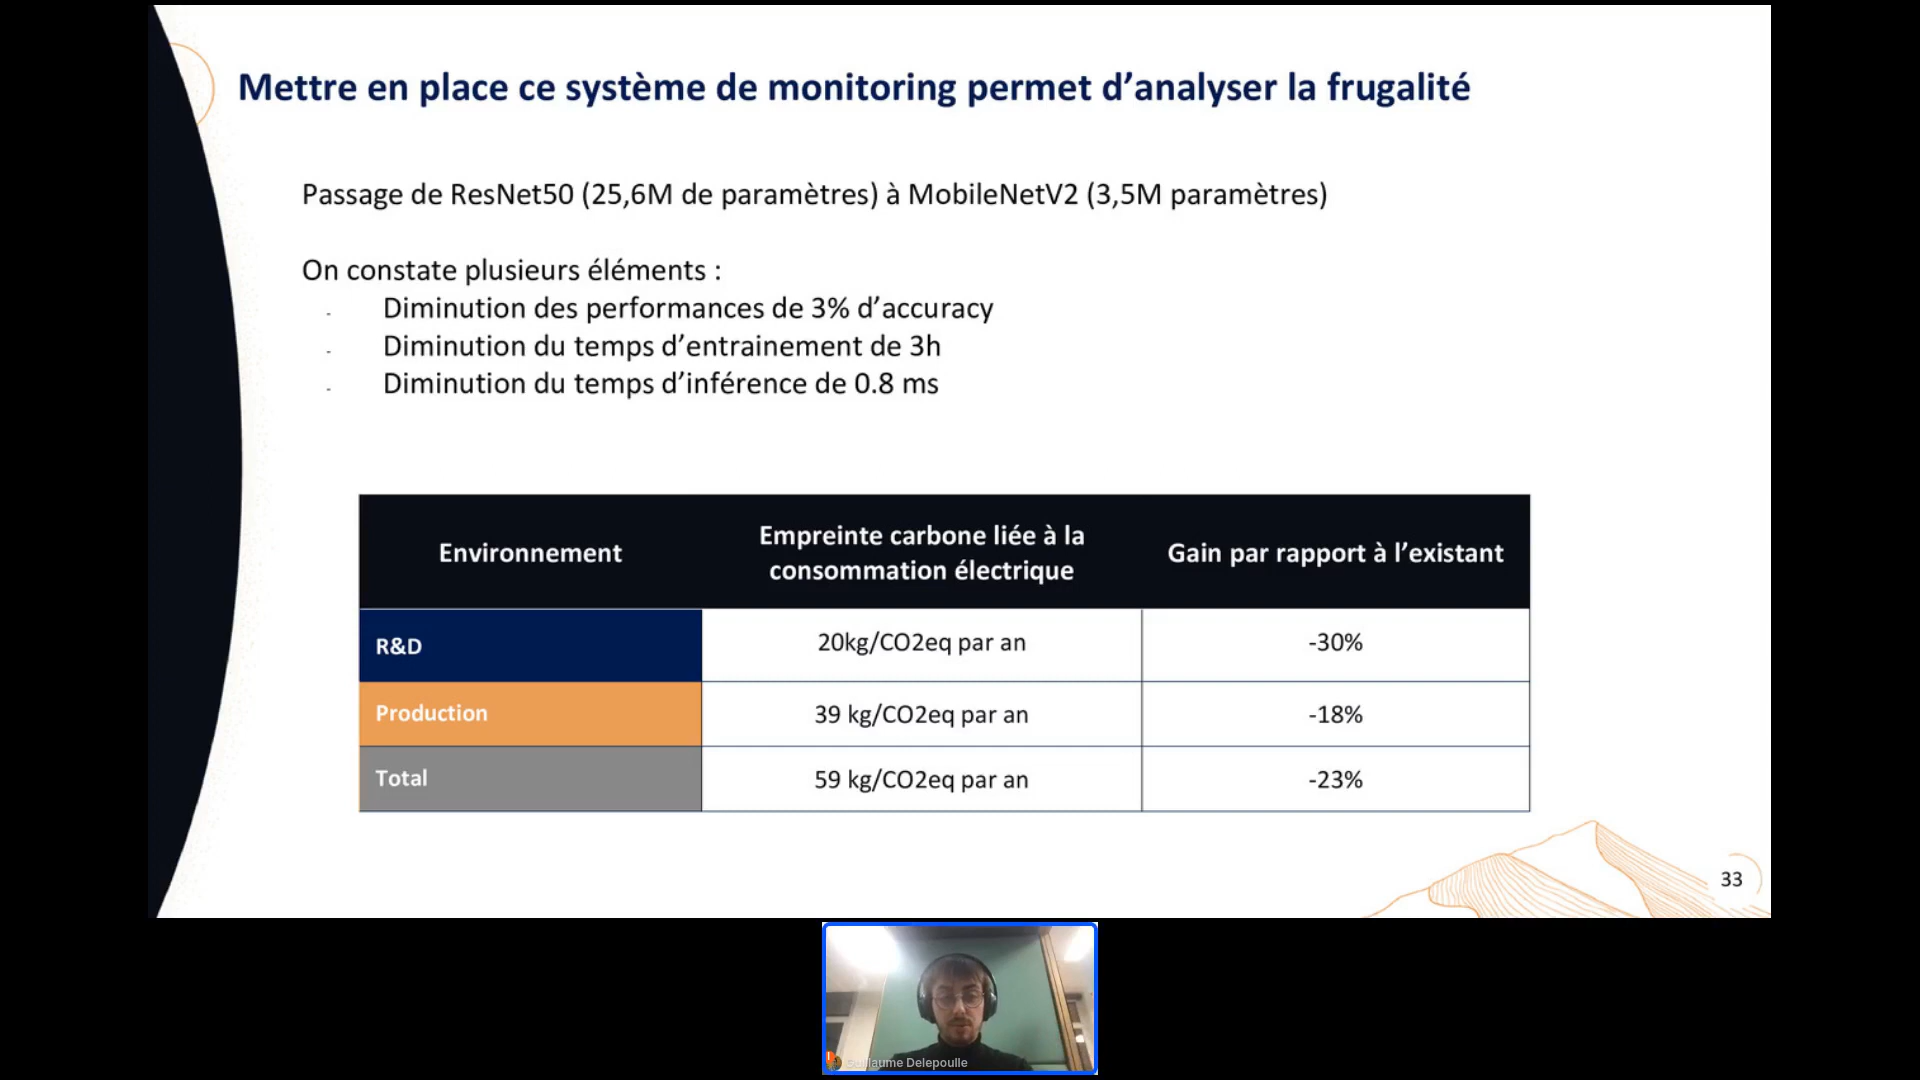 Mettre en place ce système de monitoring permet d’analyser la frugalité
Passage de ResNet50 (25,6M de paramètres) à MobileNetV2 (3,5M paramètres)
On constate plusieurs éléments :
- Diminution des performances de 3% d’accuracy
- Diminution du temps d’entrainement de 3h
- Diminution du temps d’inférence de 0.8 ms
Environnement
Empreinte carbone liée à la
consommation électrique
Gain par rapport à l’existant
R&D
20kg/CO2eq par an
-30%
Production
39 kg/CO2eq par an
-18%
Total
59 kg/CO2eq par an
-23%
33
Guillaume Delepoulle